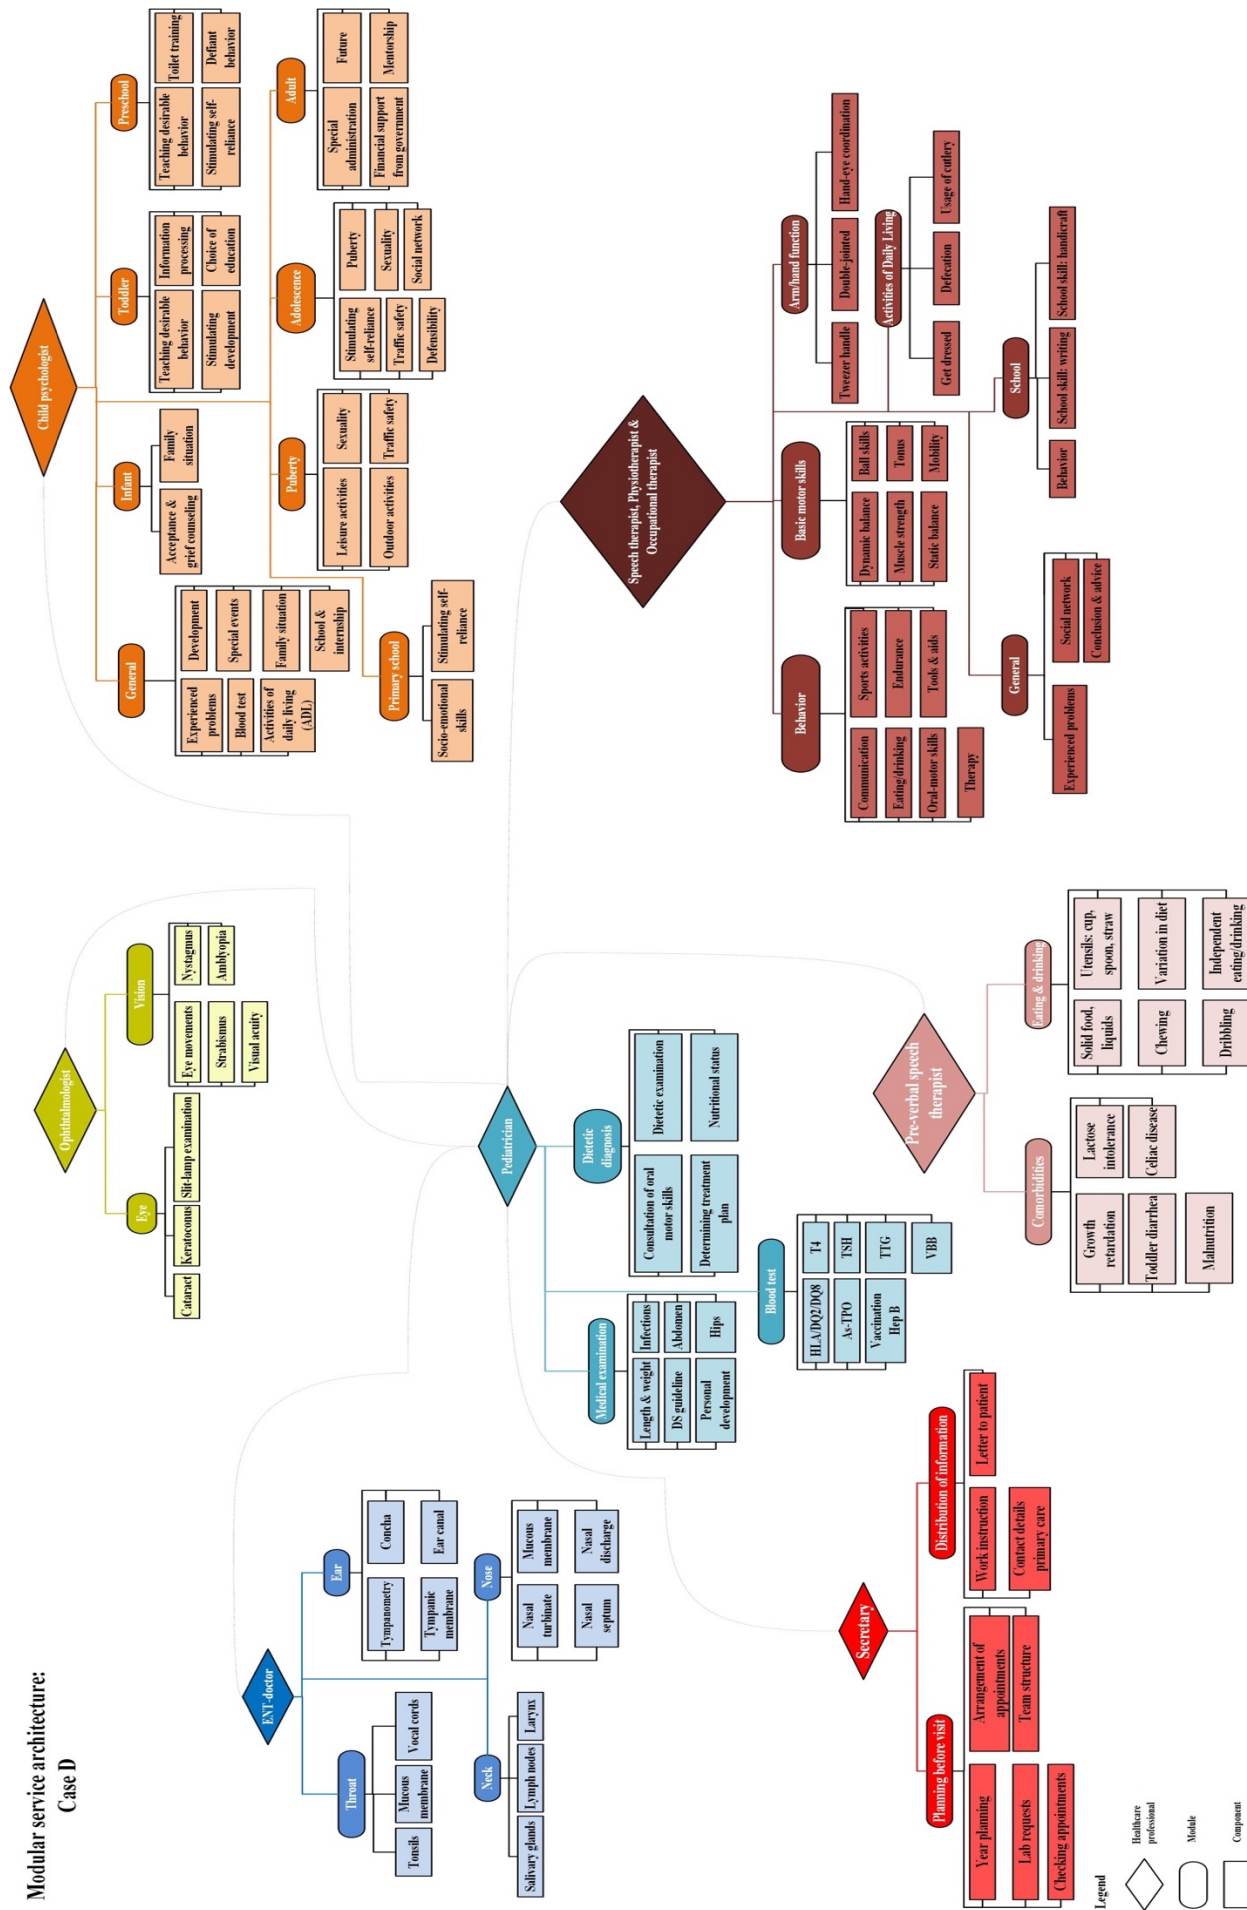 Modular service architecture:
Case D
ENT-doctor
Throat
Tonsils
Mucous
membrane
Vocal cords
Ear
Tympanometry
Concha
Tympanic
membrane
Ear canal
Neck
Salivary glands
Lymph nodes
Larynx
Nose
Nasal
turbinate
Mucous
membrane
Nasal
septum
Nasal
discharge
Ophthtalmologist
Eye
Cataract
Keratoconus
Slit-lamp examination
Vision
Eye movements
Nystagmus
Strabismus
Amblyopia
Visual acuity
Child psychologist
General
Experienced
problems
Development
Blood test
Special events
Activities of
daily living
(ADL)
Family situation
School &
internship
Infant
Acceptance &
grief counseling
Family
situation
Toddler
Teaching desirable
behavior
Information
processing
Stimulating
development
Choice of
education
Preschool
Teaching desirable
behavior
Toilet training
Stimulating self-
reliance
Defiant
behavior
Primary school
Socio-emotional
skills
Stimulating self-
reliance
Puberty
Leisure activities
Sexuality
Outdoor activities
Traffic safety
Adolescence
Stimulating
self-reliance
Puberty
Traffic safety
Sexuality
Defensibility
Social network
Adult
Special
administration
Future
Financial support
from government
Mentorship
Pediatrician
Medical examination
Length & weight
Infections
DS guideline
Abdomen
Personal
development
Hips
Dietetic
diagnosis
Consultation of oral
motor skills
Dietetic examination
Determining treatment
plan
Nutritional status
Blood test
HLA/DQ2/DQ8
T4
As-TPO
TSH
Vaccination
Hep B
TTG
VBB
Speech therapist, Physiotherapist &
Occupational therapist
Behavior
Communication
Sports activities
Eating/drinking
Endurance
Oral-motor skills
Tools & aids
Therapy
Basic motor skills
Dynamic balance
Ball skills
Muscle strength
Tonus
Static balance
Mobility
Arm/hand function
Tweezer handle
Double-jointed
Hand-eye coordination
Activities of Daily Living
Get dressed
Defecation
Usage of cutlery
General
Experienced problems
Social network
Conclusion & advice
School
Behavior
School skill: writing
School skill: handicraft
Secretary
Planning before visit
Year planning
Arrangement of
appointments
Lab requests
Team structure
Checking appointments
Distribution of information
Work instruction
Letter to patient
Contact details
primary care
Pre-verbal speech
therapist
Comorbidities
Growth
retardation
Lactose
intolerance
Toddler diarrhea
Celiac disease
Malnutrition
Eating & drinking
Solid food,
liquids
Utensils: cup,
spoon, straw
Chewing
Variation in diet
Dribbling
Independent
eating/drinking
Legend
Healthcare
professional
Module
Component